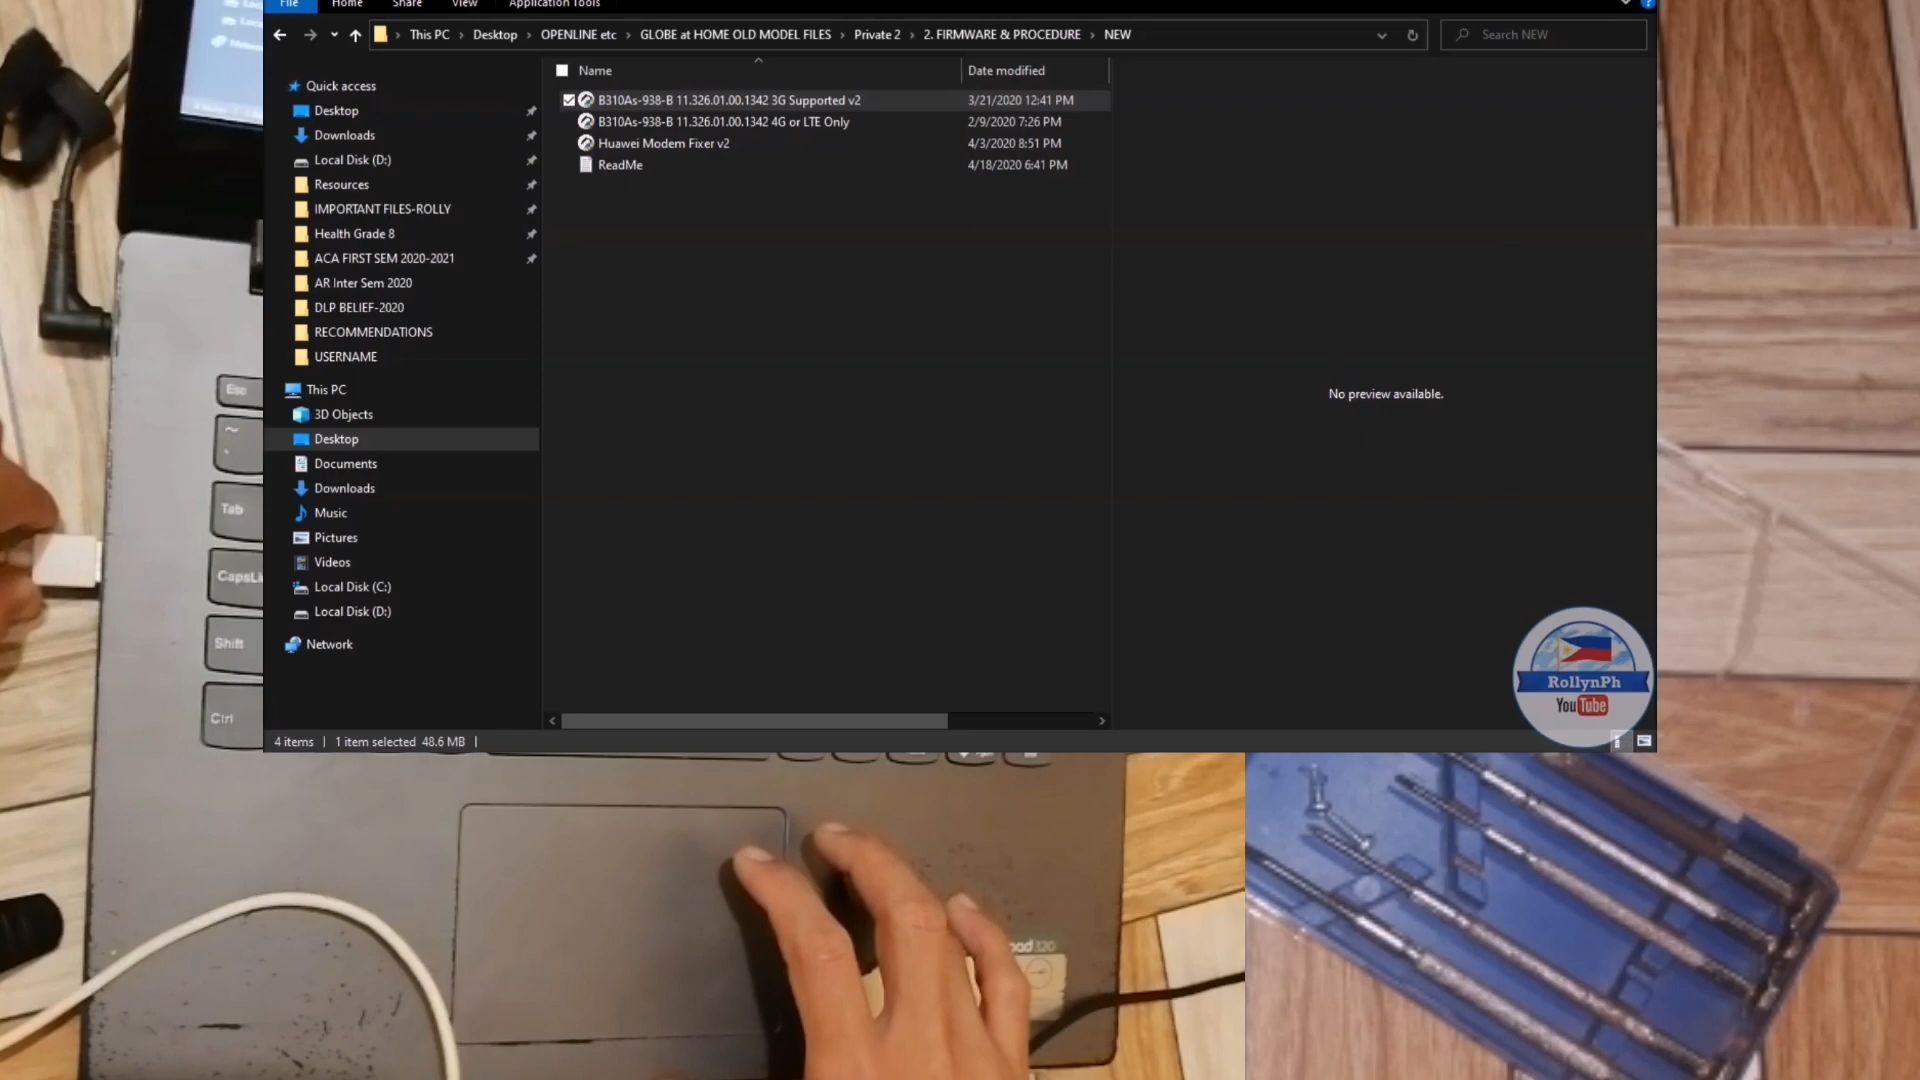 File Home Share View Application Tools
This PC Desktop OPENLINE etc GLOBE at HOME OLD MODEL FILES Private 2 2. FIRMWARE & PROCEDURE NEW
Search NEW
Name Date modified
B310As-938-B 11.326.01.00.1342 3G Supported v2 3/21/2020 12:41 PM
B310As-938-B 11.326.01.00.1342 4G or LTE Only 2/9/2020 7:26 PM
Huawei Modem Fixer v2 4/3/2020 8:51 PM
ReadMe 4/18/2020 6:41 PM
Quick access
Desktop
Downloads
Local Disk (D:)
Resources
IMPORTANT FILES-ROLLY
Health Grade 8
ACA FIRST SEM 2020-2021
AR Inter Sem 2020
DLP BELIEF-2020
RECOMMENDATIONS
USERNAME
This PC
3D Objects
Desktop
Documents
Downloads
Music
Pictures
Videos
Local Disk (C:)
Local Disk (D:)
Network
No preview available.
4 items 1 item selected 48.6 MB
RollynPh
YouTube
Esc
~
Tab
CapsL
Shift
Ctrl
pad 320